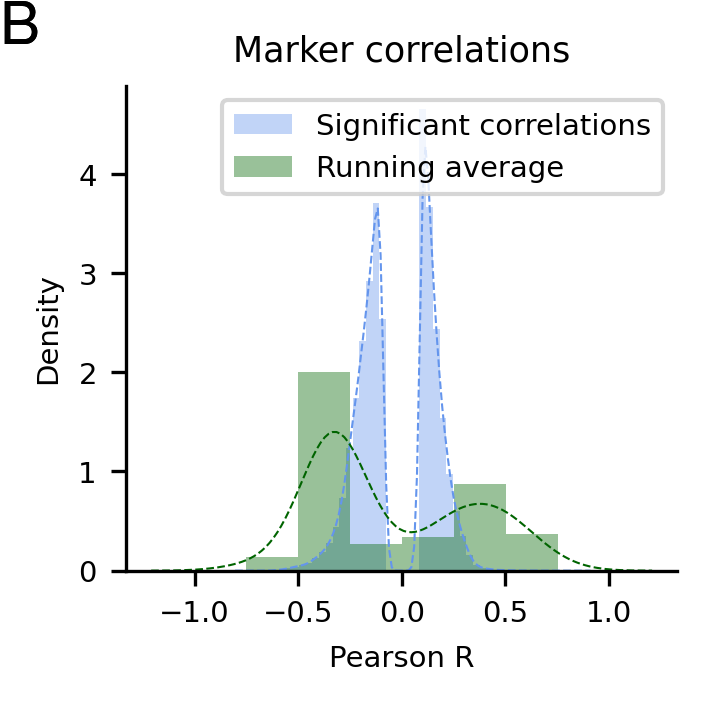 B
Marker correlations
Significant correlations
Running average
4
3
2
1
0
Density
−1.0
−0.5
0.0
0.5
1.0
Pearson R